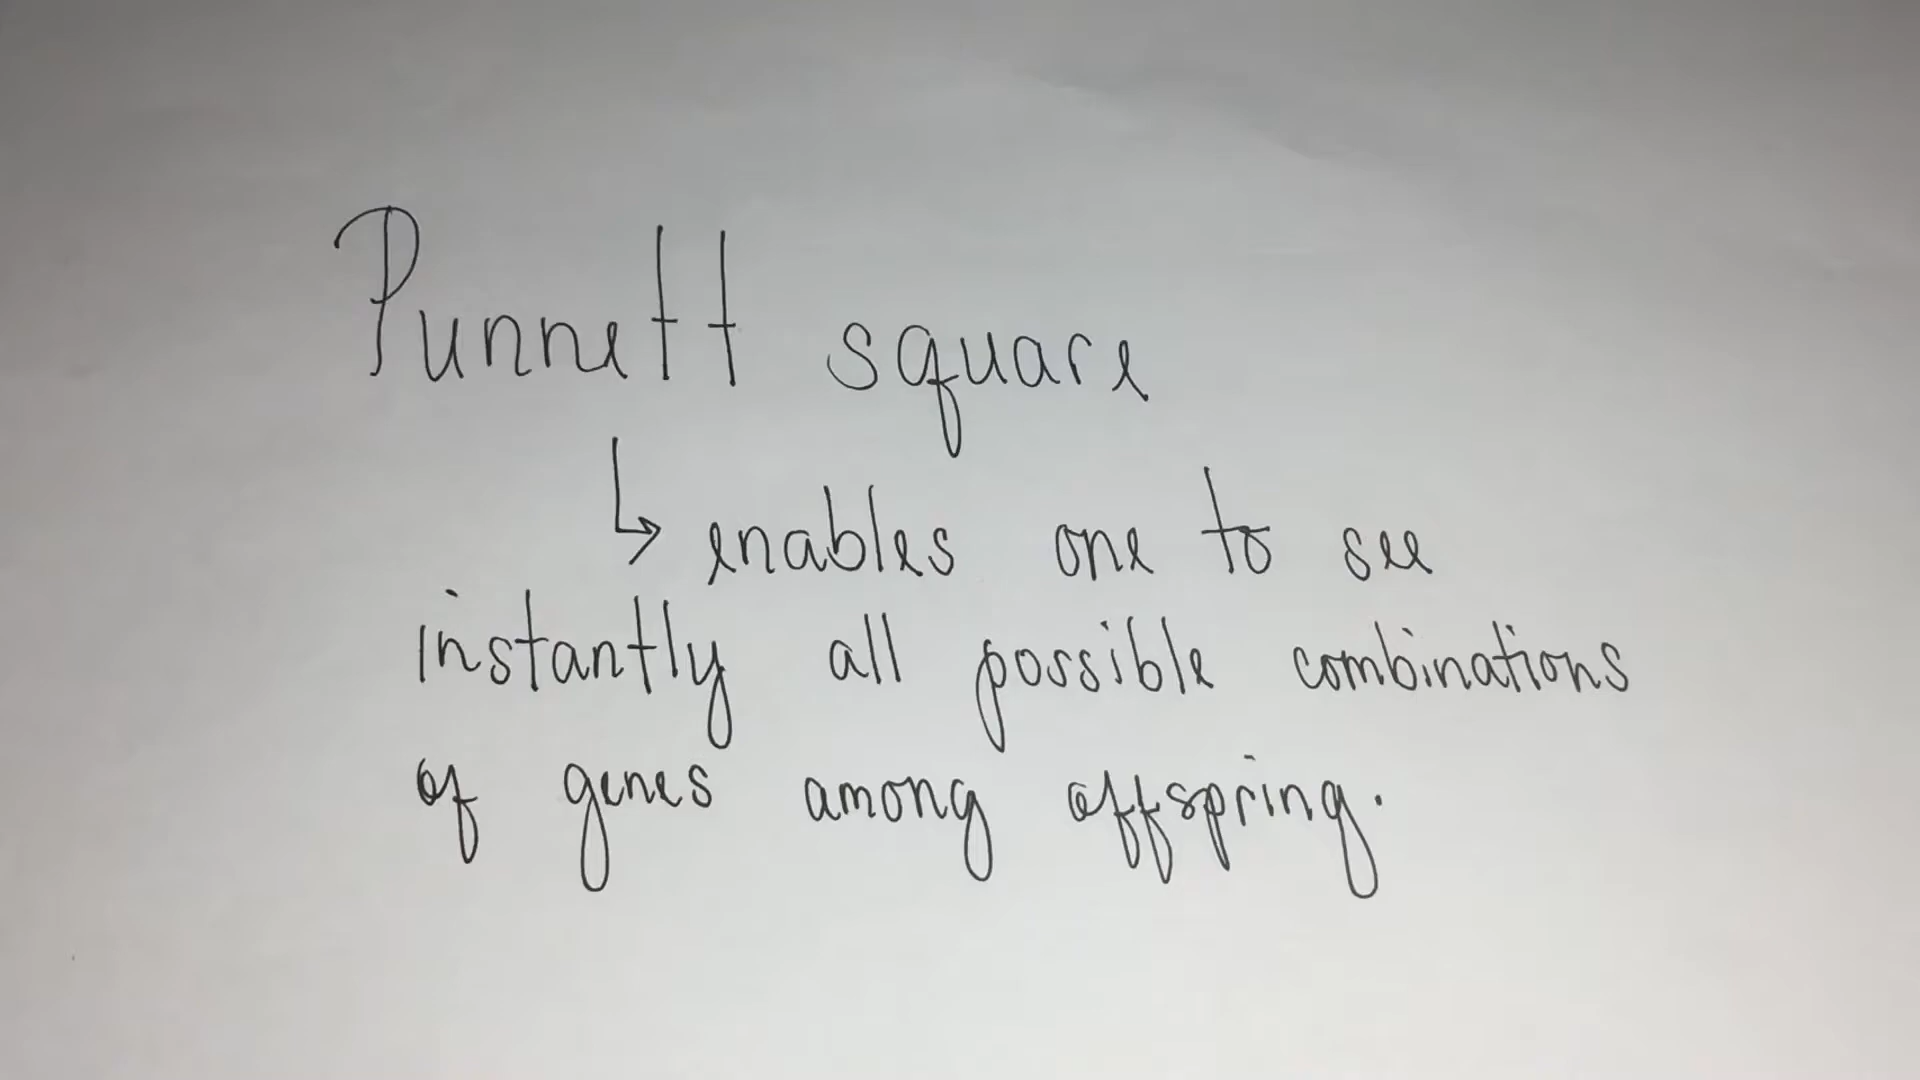 Punnett square
↳ enables one to see
instantly all possible combinations
of genes among offspring.